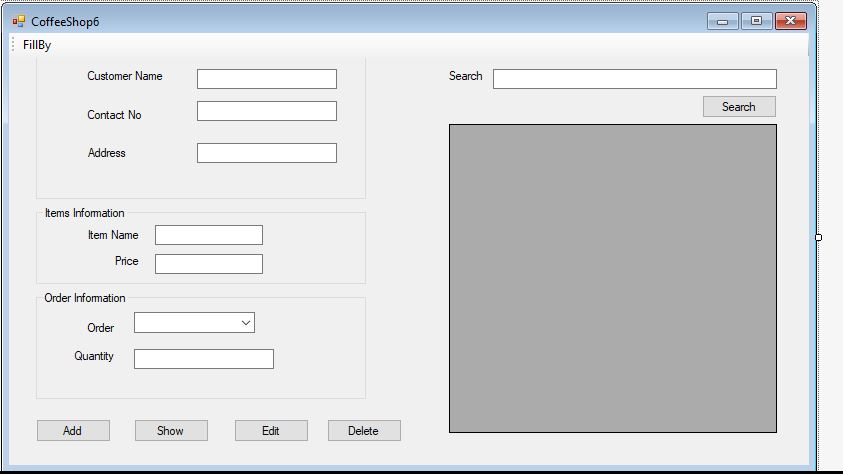 CoffeeShop6
FillBy
Customer Name
Contact No
Address
Items Information
Item Name
Price
Order Information
Order
Quantity
Add
Show
Edit
Delete
Search
Search